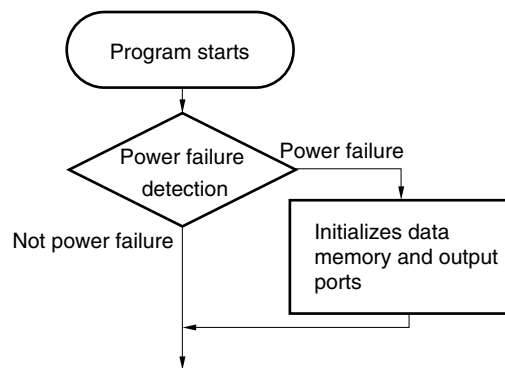 Program starts
Power failure
detection
Power failure
Not power failure
Initializes data
memory and output
ports